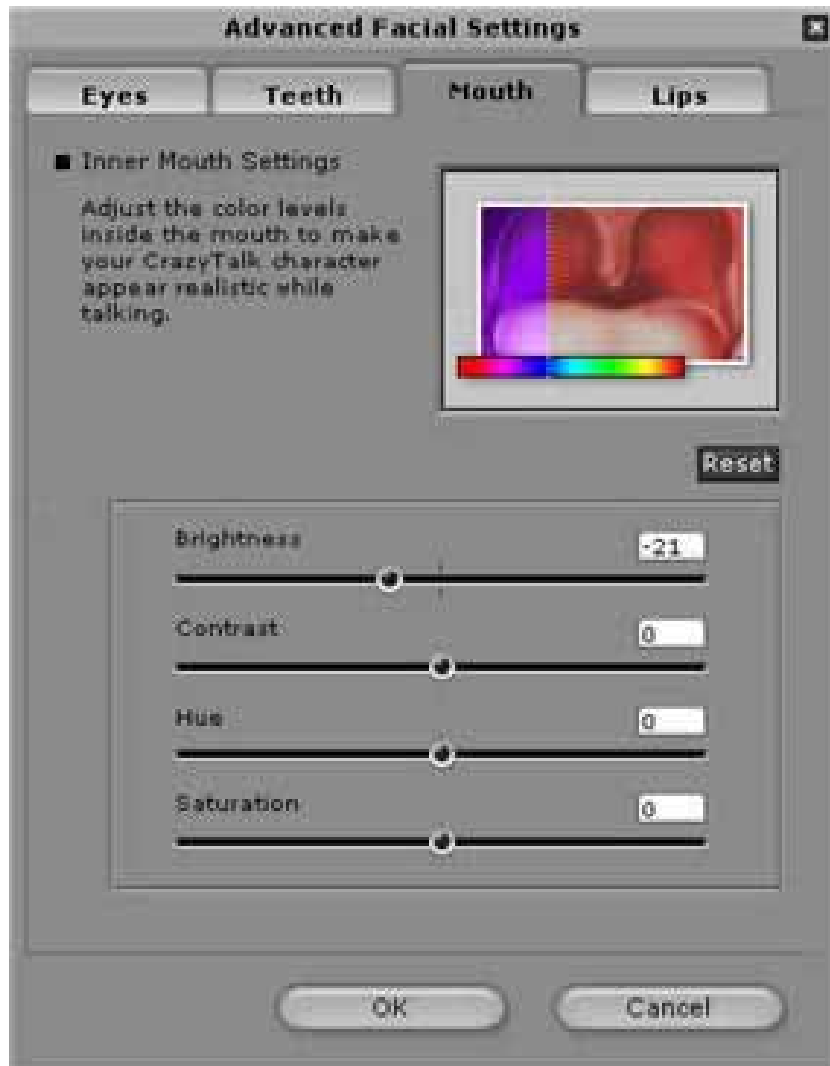 Advanced Facial Settings
Eyes
Teeth
Mouth
Lips
Inner Mouth Settings
Adjust the color levels
inside the mouth to make
your CrazyTalk character
appear realistic while
talking.
Reset
Brightness
-21
Contrast
0
Hue
0
Saturation
0
OK
Cancel